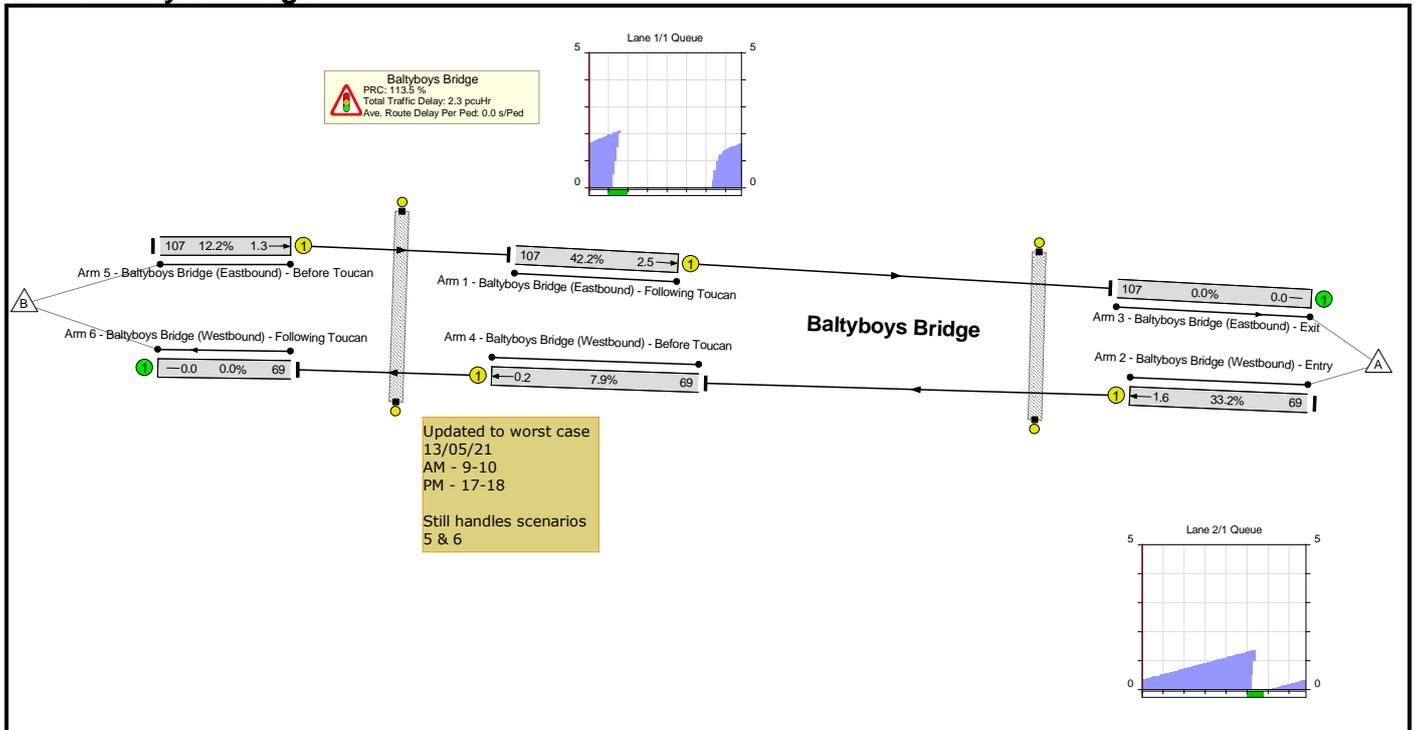 Lane 1/1 Queue
5 5
0 0
Baltyboys Bridge
PRC: 113.5 %
Total Traffic Delay: 2.3 pcuHr
Ave. Route Delay Per Ped: 0.0 s/Ped
107 12.2% 1.3
1
Arm 5 - Baltyboys Bridge (Eastbound) - Before Toucan
107 42.2% 2.5
1
Arm 1 - Baltyboys Bridge (Eastbound) - Following Toucan
107 0.0% 0.0
1
Arm 3 - Baltyboys Bridge (Eastbound) - Exit
B
Arm 6 - Baltyboys Bridge (Westbound) - Following Toucan
1
0.0 0.0% 69
Arm 4 - Baltyboys Bridge (Westbound) - Before Toucan
1
0.2 7.9% 69
Baltyboys Bridge
Arm 2 - Baltyboys Bridge (Westbound) - Entry
A
1
1.6 33.2% 69
Updated to worst case
13/05/21
AM - 9-10
PM - 17-18
Still handles scenarios
5 & 6
Lane 2/1 Queue
5 5
0 0